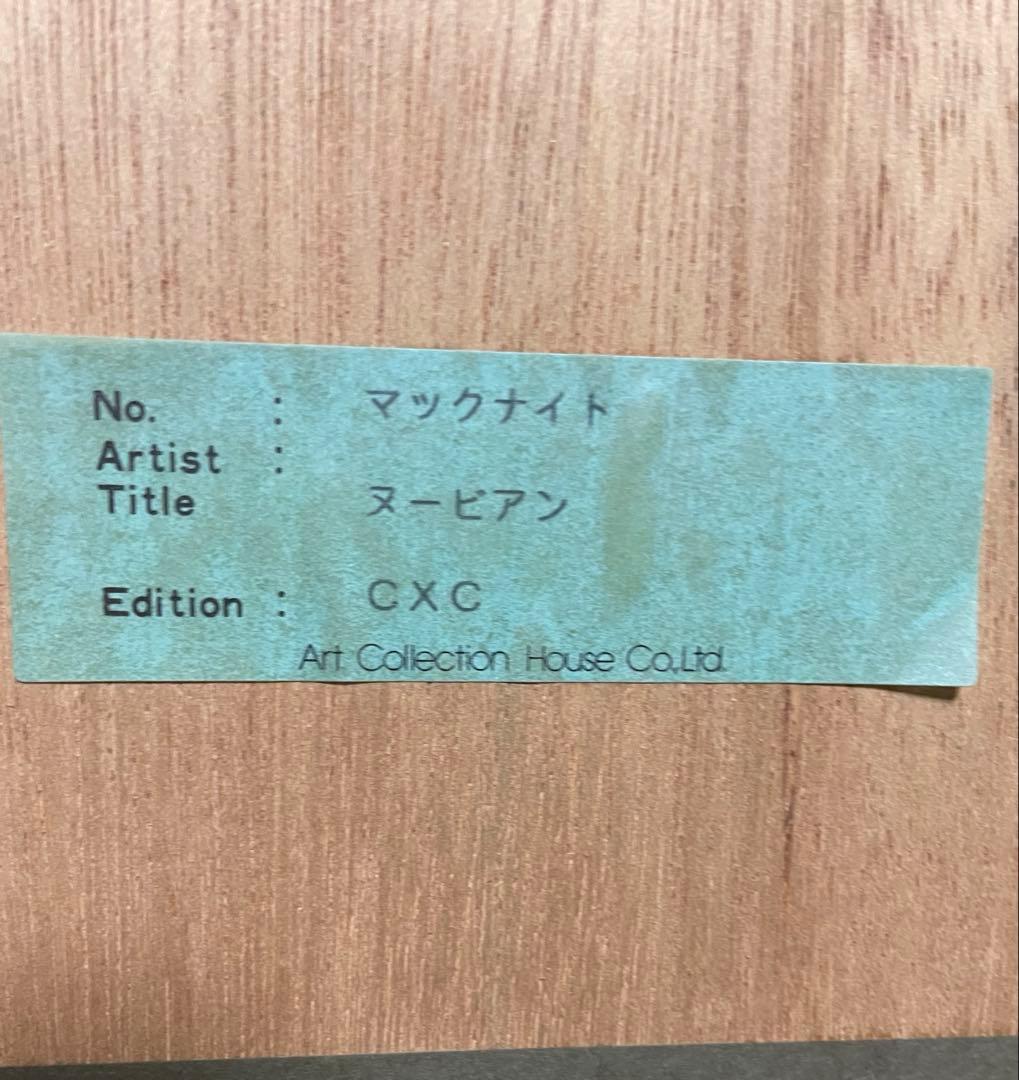 No. : マックナイト
Artist :
Title ヌービアン
Edition : CXC
Art Collection House Co,Ltd.